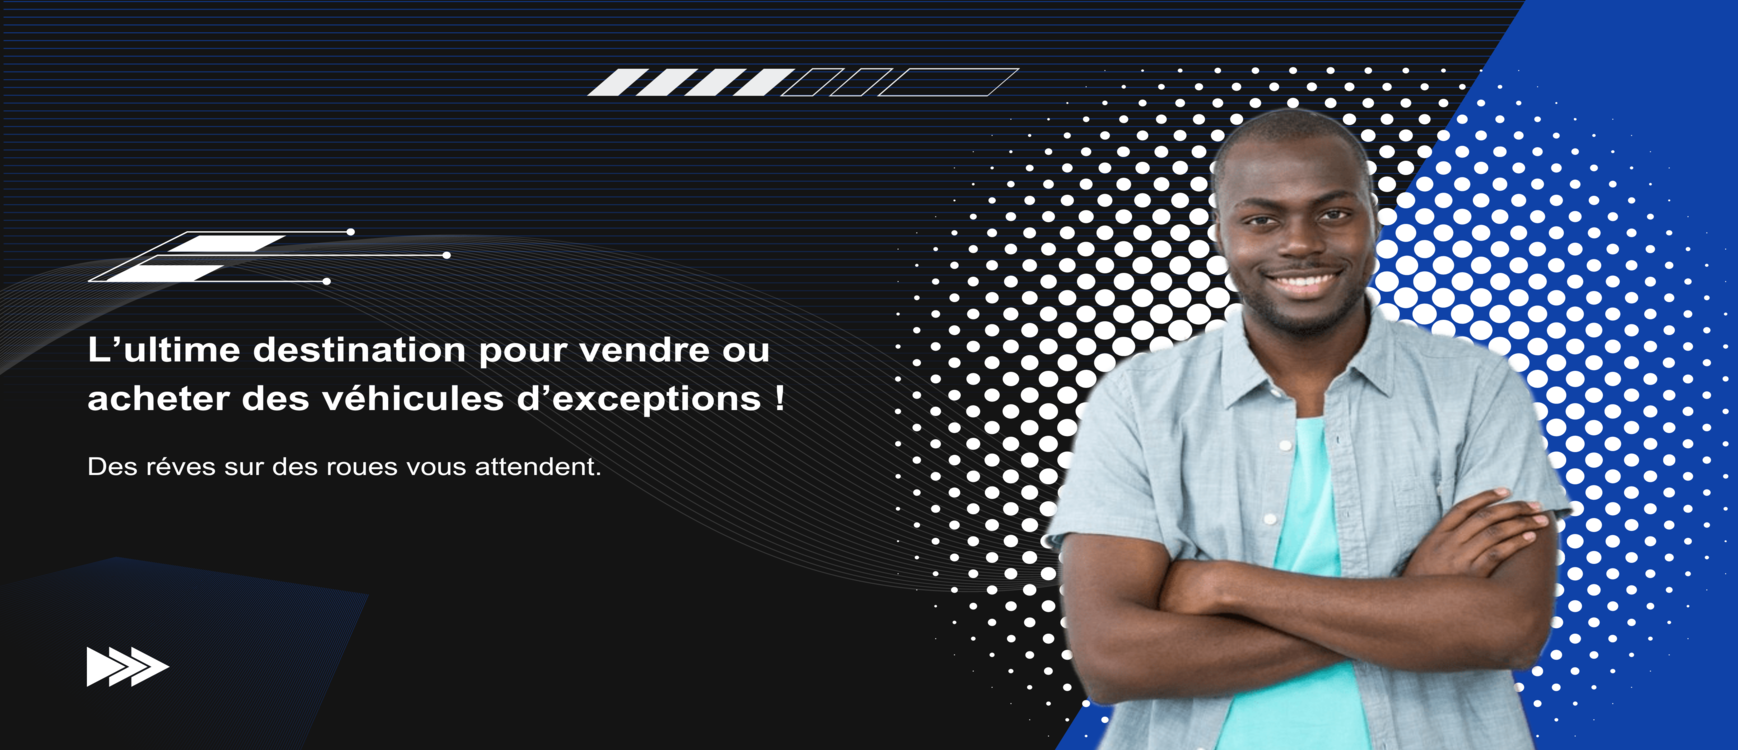 L’ultime destination pour vendre ou
acheter des véhicules d’exceptions !
Des réves sur des roues vous attendent.